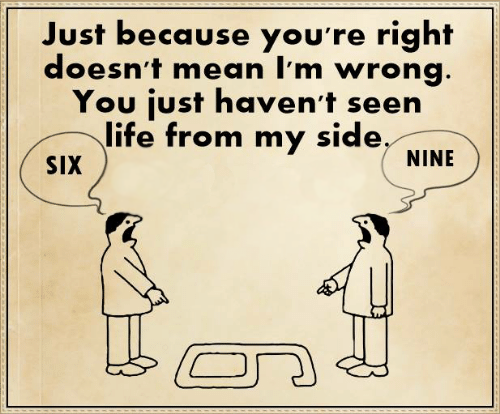 Just because you're right
doesn't mean I'm wrong.
You just haven't seen
life from my side.
SIX
NINE